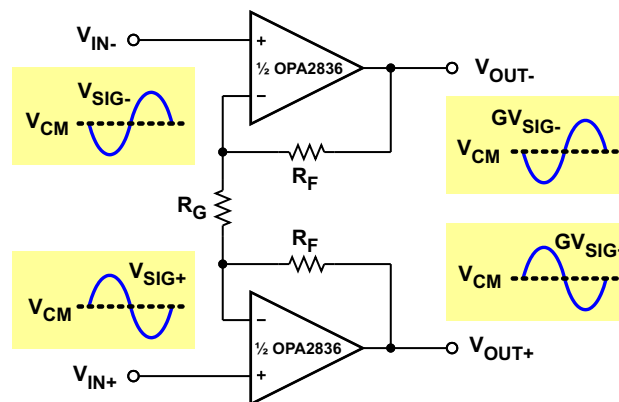 VIN-
+
½ OPA2836
−
VOUT-
VSIG-
VCM
GVSIG-
VCM
RF
RG
RF
VSIG+
VCM
GVSIG
VCM
−
½ OPA2836
+
VOUT+
VIN+